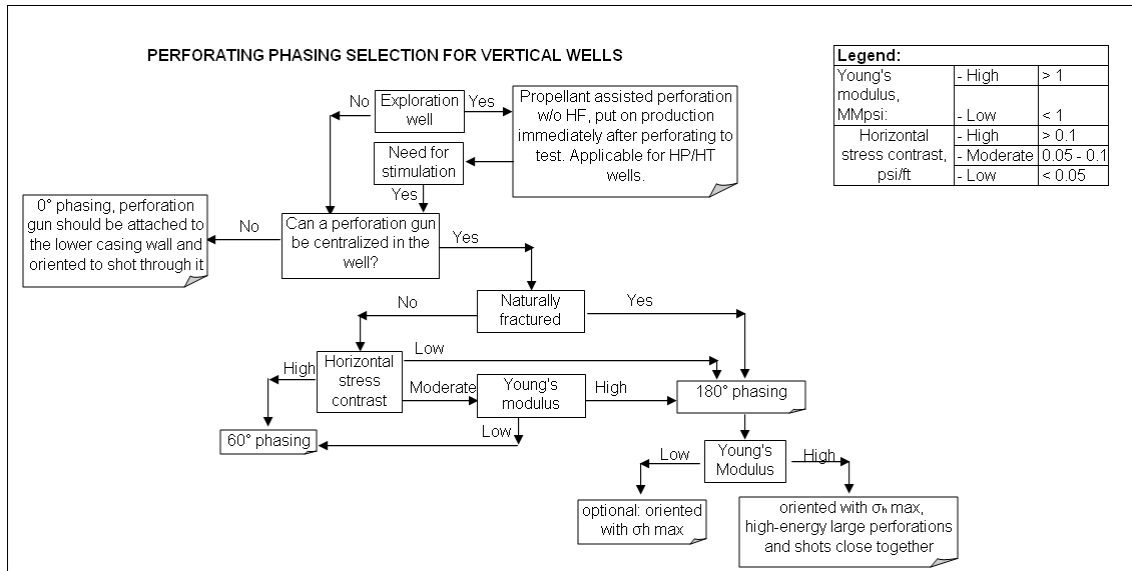 PERFORATING PHASING SELECTION FOR VERTICAL WELLS
Legend:
Young's
modulus,
MMpsi:
- High
> 1
- Low
< 1
Horizontal
stress contrast,
psi/ft
- High
> 0.1
- Moderate
0.05 - 0.1
- Low
< 0.05
No
Exploration
well
Yes
Propellant assisted perforation
w/o HF, put on production
immediately after perforating to
test. Applicable for HP/HT
wells.
Need for
stimulation
Yes
0° phasing, perforation
gun should be attached to
the lower casing wall and
oriented to shot through it
No
Can a perforation gun
be centralized in the
well?
Yes
No
Naturally
fractured
Yes
High
Horizontal
stress
contrast
Low
Moderate
Young's
modulus
High
180° phasing
60° phasing
Low
Low
Young's
Modulus
High
optional: oriented
with σh max
oriented with σh max,
high-energy large perforations
and shots close together